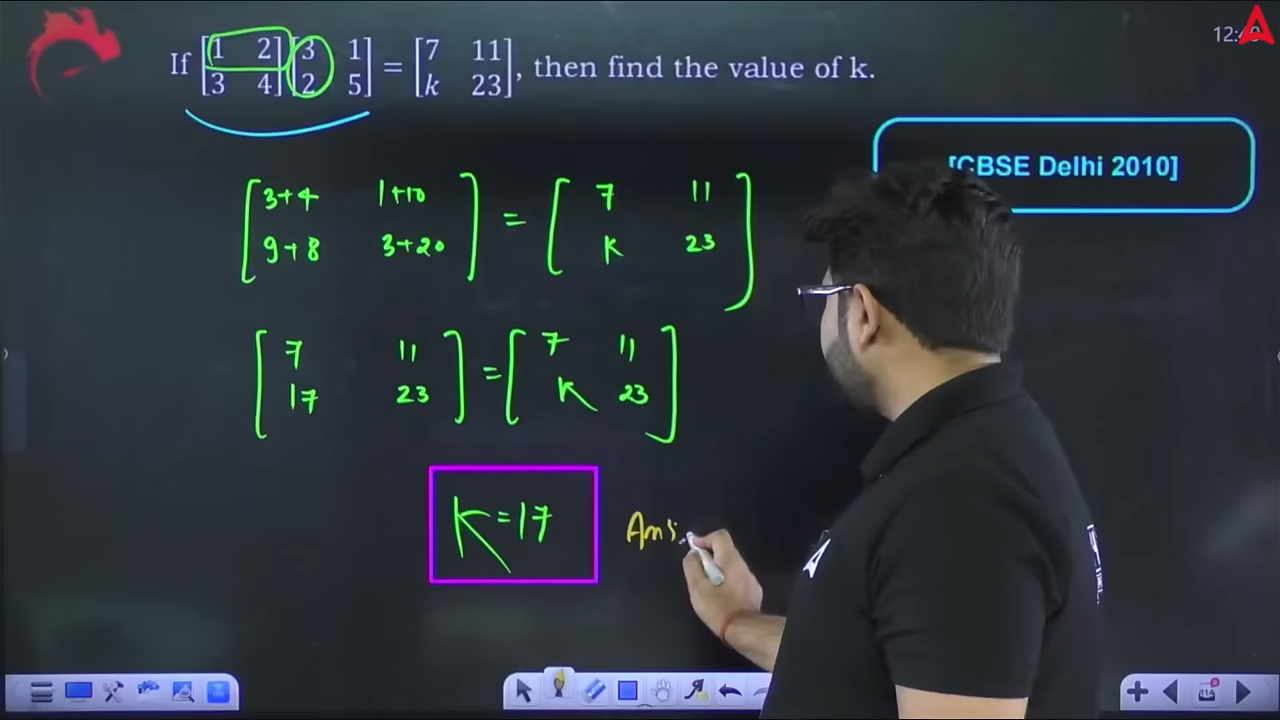 12:4
If [1 2] [3 1] = [7 11], then find the value of k.
[3 4] [2 5] [k 23]
[CBSE Delhi 2010]
[3+4 1+10] = [7 11]
[9+8 3+20] [k 23]
[7 11] = [7 11]
[17 23] [K 23]
K=17
Ans